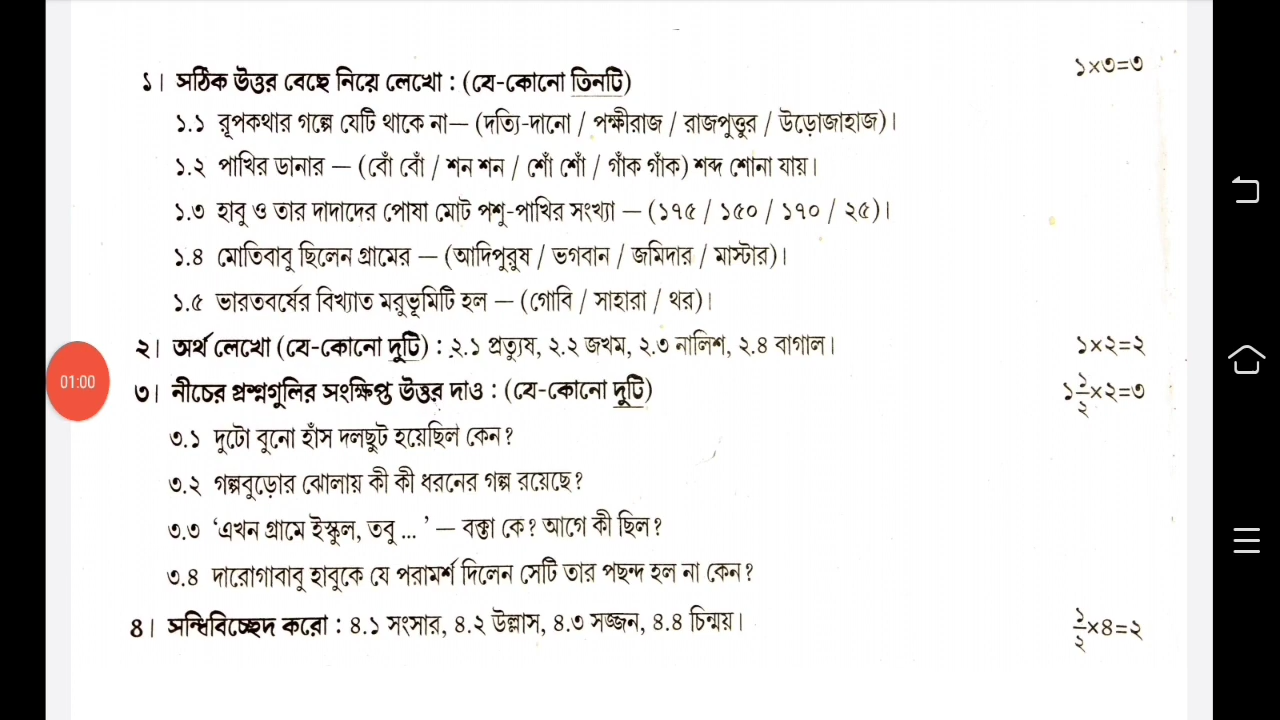 ১×৩=৩
১। সঠিক উত্তর বেছে নিয়ে লেখো : (যে-কোনো তিনটি)
১.১ রূপকথার গল্পে যেটি থাকে না— (দত্যি-দানো / পক্ষীরাজ / রাজপুত্তুর / উড়োজাহাজ)।
১.২ পাখির ডানার — (বোঁ বোঁ / শন শন / শোঁ শোঁ / গাঁক গাঁক) শব্দ শোনা যায়।
১.৩ হাবু ও তার দাদাদের পোষা মোট পশু-পাখির সংখ্যা — (১৭৫ / ১৫০ / ১৭০ / ২৫)।
১.৪ মোতিবাবু ছিলেন গ্রামের — (আদিপুরুষ / ভগবান / জমিদার / মাস্টার)।
১.৫ ভারতবর্ষের বিখ্যাত মরুভূমিটি হল — (গোবি / সাহারা / থর)।
২। অর্থ লেখো (যে-কোনো দুটি) : ২.১ প্রত্যুষ, ২.২ জখম, ২.৩ নালিশ, ২.৪ বাগাল। ১×২=২
01:00
৩। নীচের প্রশ্নগুলির সংক্ষিপ্ত উত্তর দাও : (যে-কোনো দুটি) ১ ১/২ ×২=৩
৩.১ দুটো বুনো হাঁস দলছুট হয়েছিল কেন?
৩.২ গল্পবুড়োর ঝোলায় কী কী ধরনের গল্প রয়েছে?
৩.৩ ‘এখন গ্রামে ইস্কুল, তবু ... ’ — বক্তা কে? আগে কী ছিল?
৩.৪ দারোগাবাবু হাবুকে যে পরামর্শ দিলেন সেটি তার পছন্দ হল না কেন?
৪। সন্ধিবিচ্ছেদ করো : ৪.১ সংসার, ৪.২ উল্লাস, ৪.৩ সজ্জন, ৪.৪ চিন্ময়। ১/২ ×৪=২